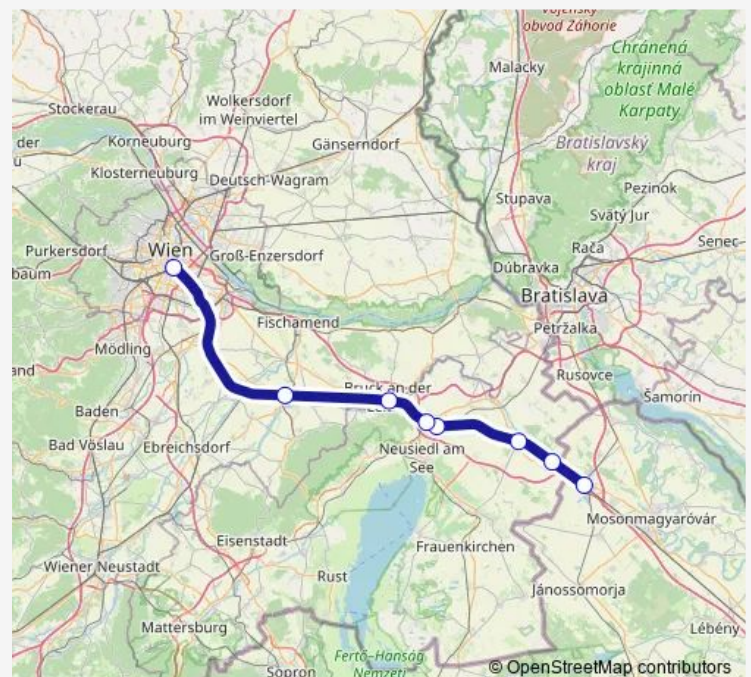 Vojenský
obvod Záhorie
Chránená
krajinná
oblasť Malé
Karpaty
Malacky
Stockerau
Wolkersdorf
im Weinviertel
der
Korneuburg
Gänserndorf
Bratislavský
kraj
Klosterneuburg
Deutsch-Wagram
Pezinok
Stupava
Svätý Jur
Purkersdorf
Wien
Groß-Enzersdorf
Rača
Senec
baum
Dúbravka
Bratislava
Fischamend
Petržalka
Mödling
Rusovce
and
Bruck an der
Šamorín
Baden
Bad Vöslau
Ebreichsdorf
Neusiedl am
See
Mosonmagyaróvár
Eisenstadt
Frauenkirchen
Wiener Neustadt
Rust
Jánossomorja
Mattersburg
Lébény
Fertő-Hanság
Nemzeti
Sopron
© OpenStreetMap contributors